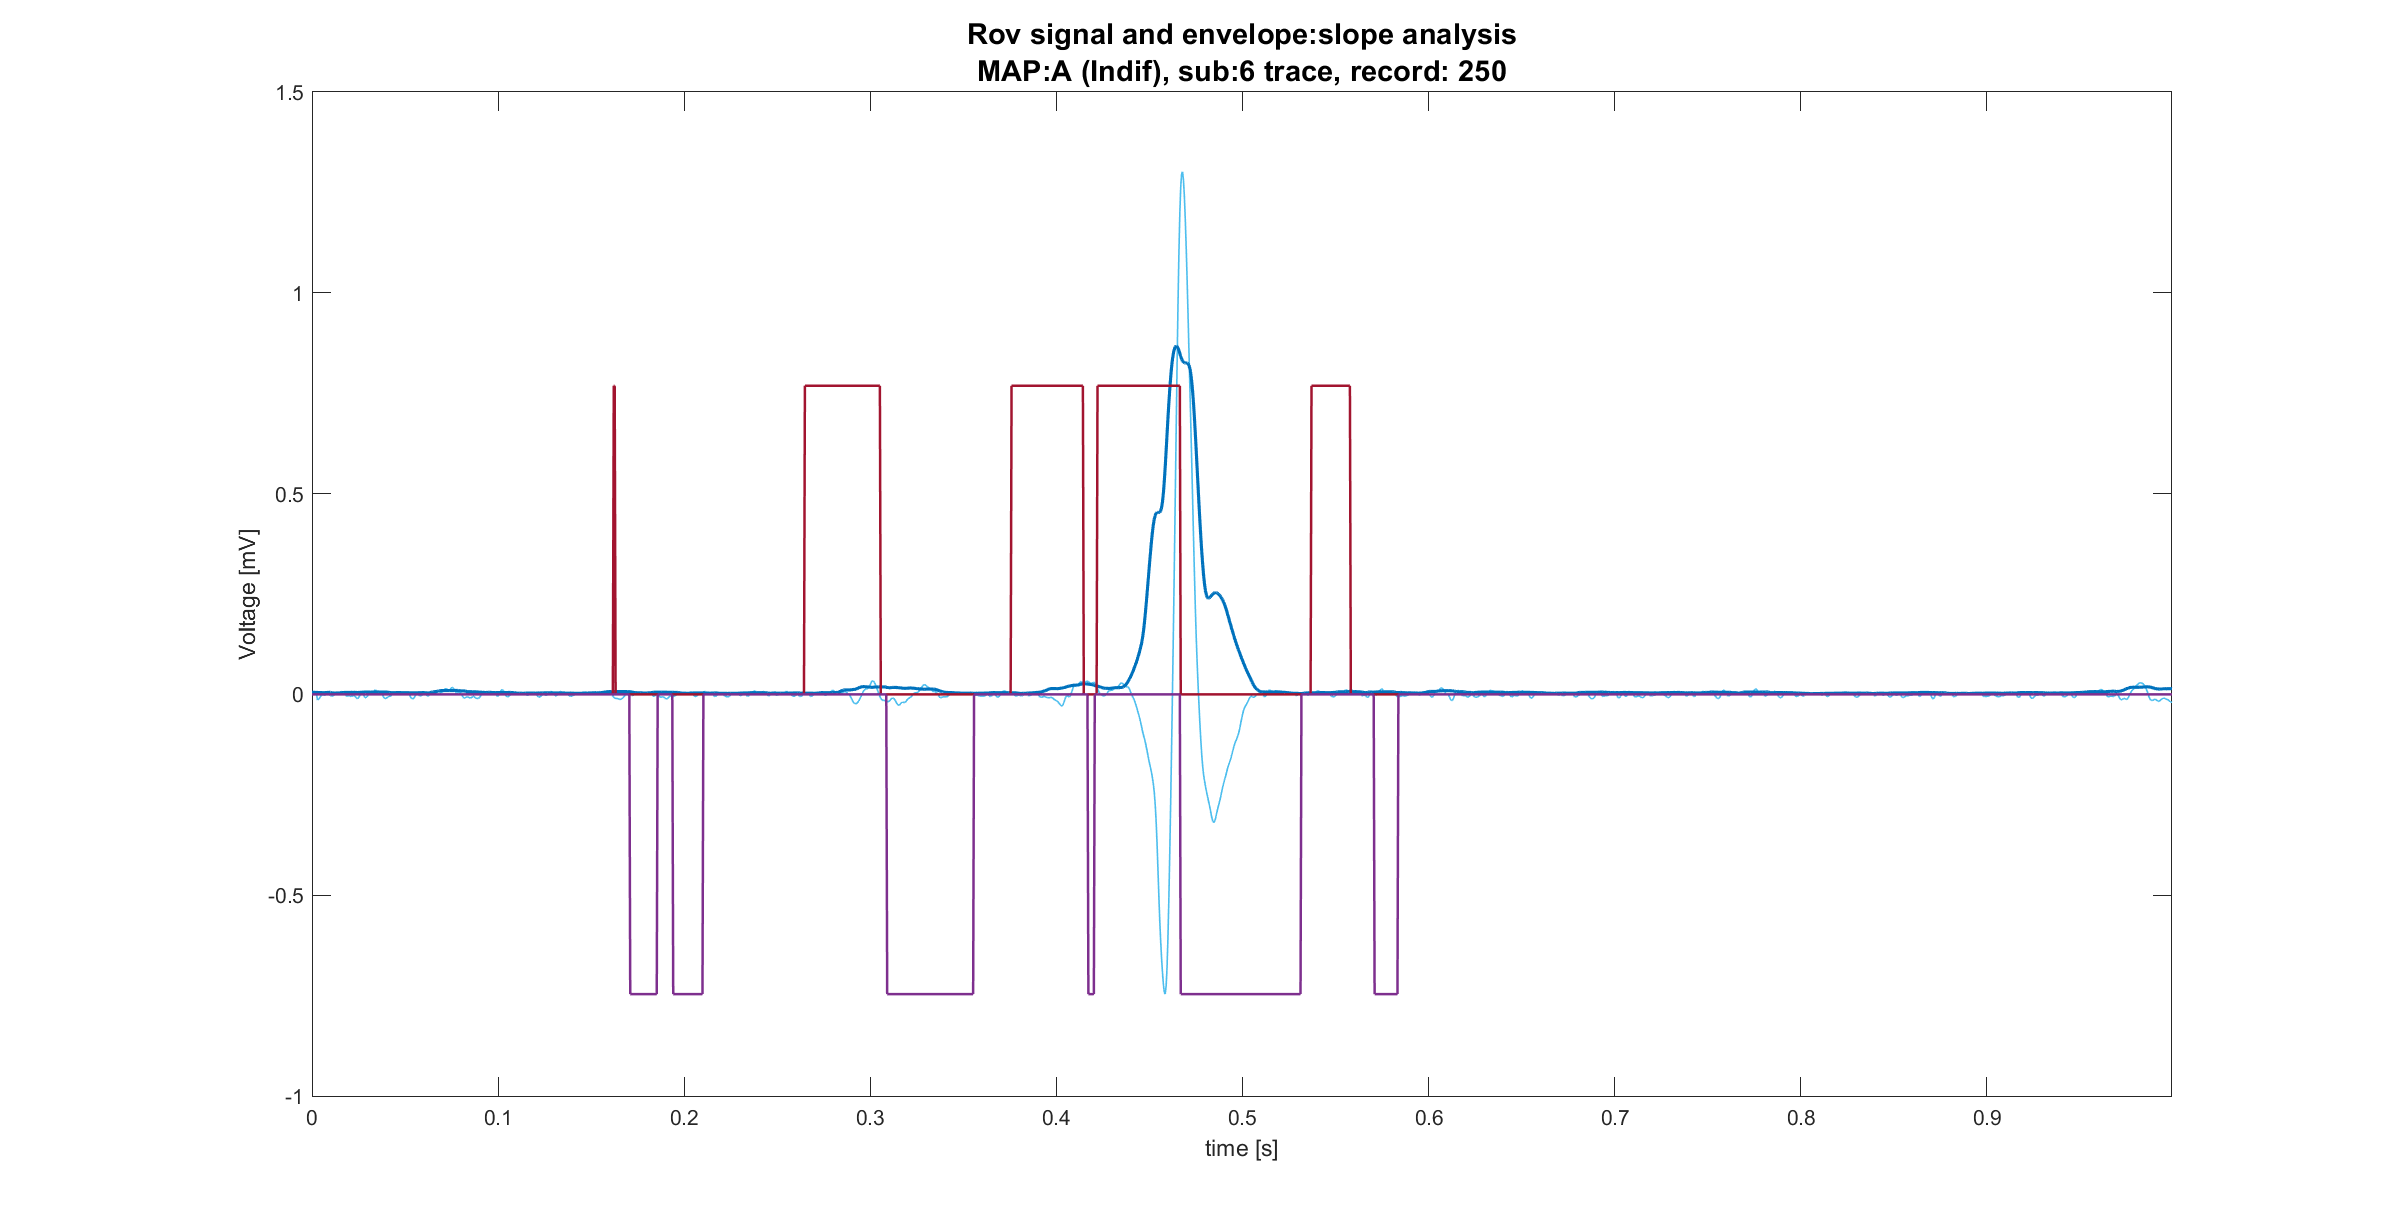 Rov signal and envelope:slope analysis
MAP:A (Indif), sub:6 trace, record: 250
1.5
1
0.5
0
-0.5
-1
Voltage [mV]
0 0.1 0.2 0.3 0.4 0.5 0.6 0.7 0.8 0.9
time [s]